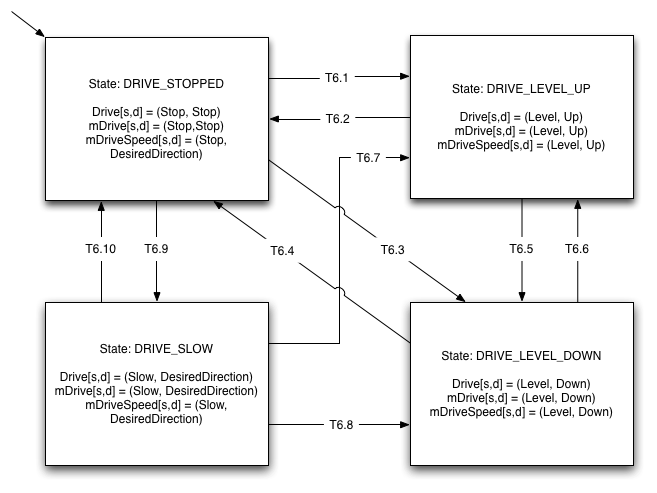 State: DRIVE_STOPPED
Drive[s,d] = (Stop, Stop)
mDrive[s,d] = (Stop,Stop)
mDriveSpeed[s,d] = (Stop,
DesiredDirection)
T6.1
T6.2
T6.7
State: DRIVE_LEVEL_UP
Drive[s,d] = (Level, Up)
mDrive[s,d] = (Level, Up)
mDriveSpeed[s,d] = (Level, Up)
T6.10
T6.9
T6.4
T6.3
T6.5
T6.6
State: DRIVE_SLOW
Drive[s,d] = (Slow, DesiredDirection)
mDrive[s,d] = (Slow, DesiredDirection)
mDriveSpeed[s,d] = (Slow,
DesiredDirection)
T6.8
State: DRIVE_LEVEL_DOWN
Drive[s,d] = (Level, Down)
mDrive[s,d] = (Level, Down)
mDriveSpeed[s,d] = (Level, Down)